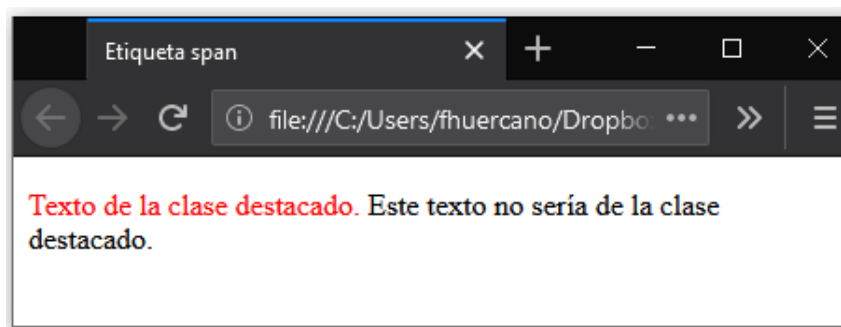 Etiqueta span
file:///C:/Users/fhuercano/Dropbo
Texto de la clase destacado. Este texto no sería de la clase
destacado.